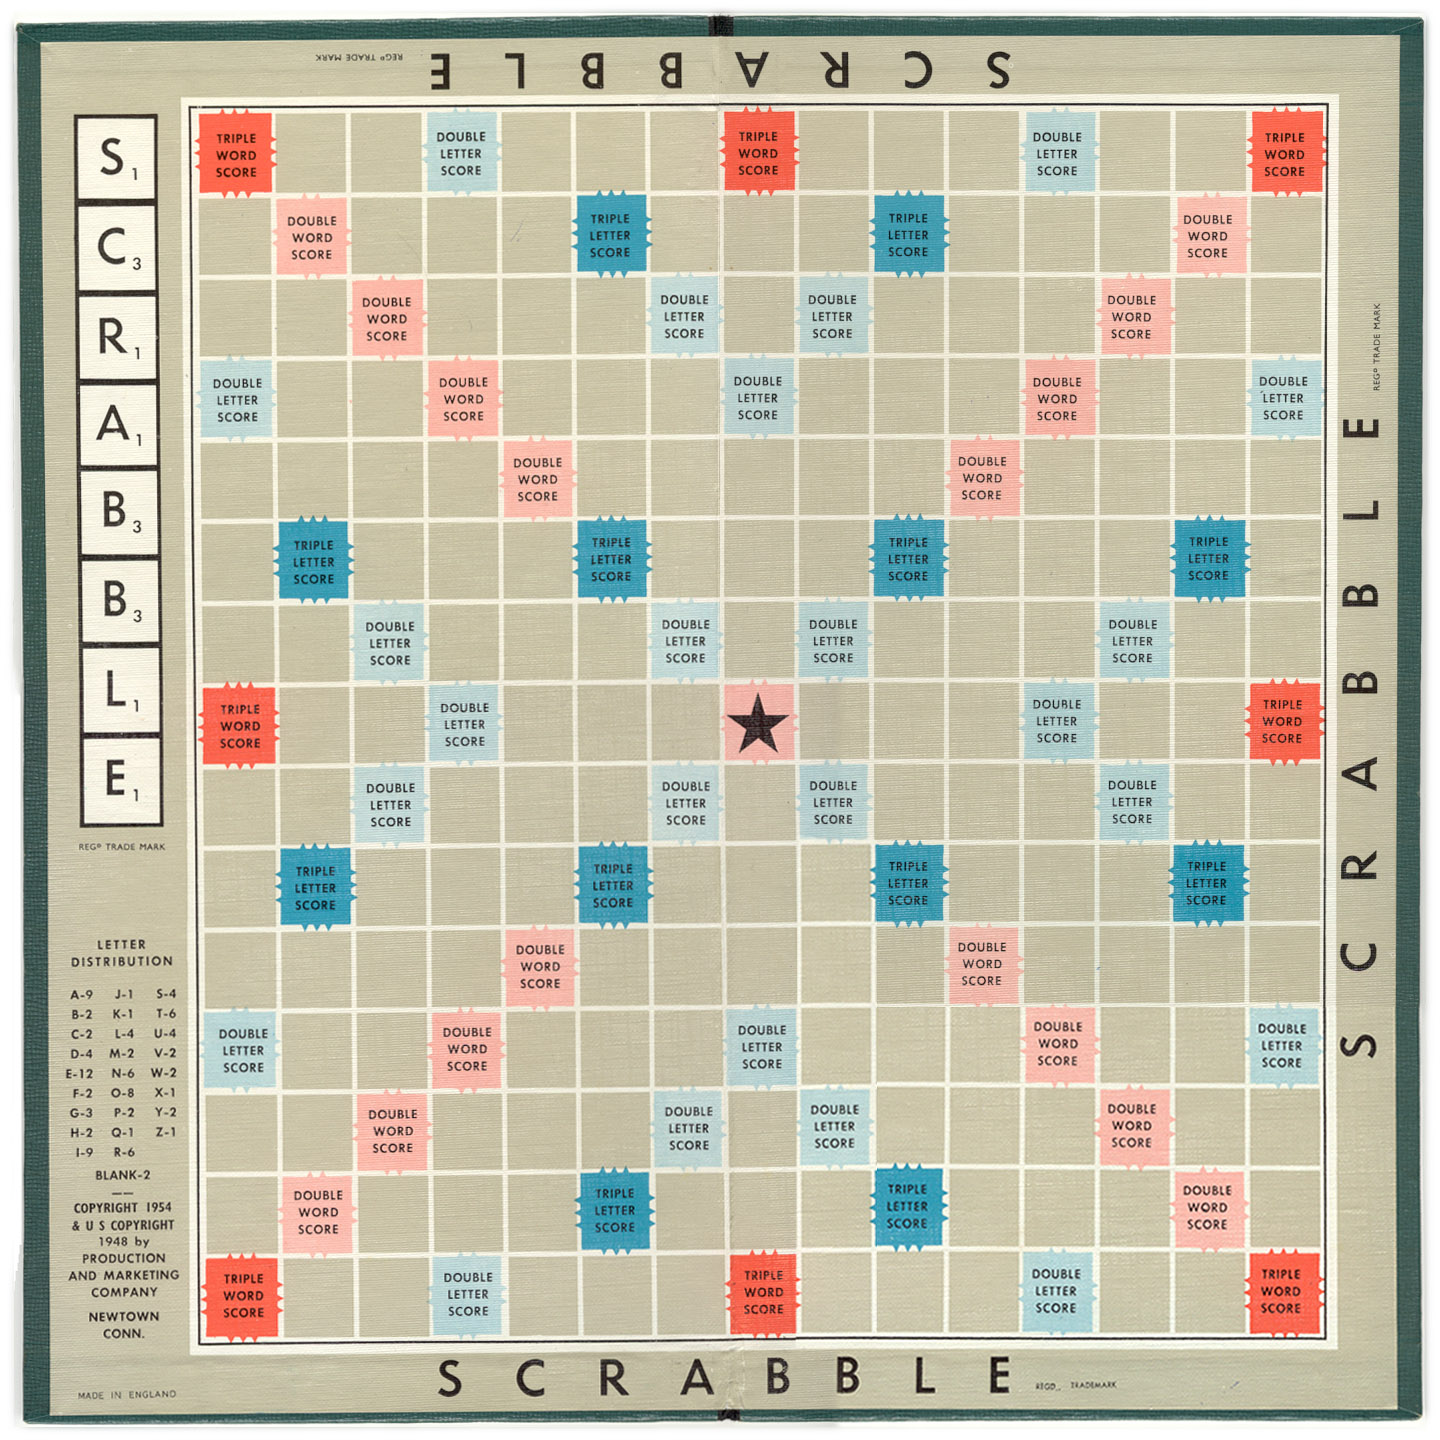 SCRABBLE REGD TRADE MARK
S1
C3
R1
A1
B3
B3
L1
E1
REGD TRADE MARK
LETTER
DISTRIBUTION
A-9 J-1 S-4
B-2 K-1 T-6
C-2 L-4 U-4
D-4 M-2 V-2
E-12 N-6 W-2
F-2 O-8 X-1
G-3 P-2 Y-2
H-2 Q-1 Z-1
I-9 R-6
BLANK-2
COPYRIGHT 1954
& U S COPYRIGHT
1948 by
PRODUCTION
AND MARKETING
COMPANY
NEWTOWN
CONN.
MADE IN ENGLAND
TRIPLE DOUBLE TRIPLE DOUBLE TRIPLE
WORD LETTER WORD LETTER WORD
SCORE SCORE SCORE SCORE SCORE
DOUBLE TRIPLE TRIPLE DOUBLE
WORD LETTER LETTER WORD
SCORE SCORE SCORE SCORE
DOUBLE DOUBLE DOUBLE DOUBLE
WORD LETTER LETTER WORD
SCORE SCORE SCORE SCORE
DOUBLE DOUBLE DOUBLE DOUBLE DOUBLE
LETTER WORD LETTER WORD LETTER
SCORE SCORE SCORE SCORE SCORE
DOUBLE DOUBLE
WORD WORD
SCORE SCORE
TRIPLE TRIPLE TRIPLE TRIPLE
LETTER LETTER LETTER LETTER
SCORE SCORE SCORE SCORE
DOUBLE DOUBLE DOUBLE DOUBLE
LETTER LETTER LETTER LETTER
SCORE SCORE SCORE SCORE
TRIPLE DOUBLE DOUBLE TRIPLE
WORD LETTER LETTER WORD
SCORE SCORE SCORE SCORE
DOUBLE DOUBLE DOUBLE DOUBLE
LETTER LETTER LETTER LETTER
SCORE SCORE SCORE SCORE
TRIPLE TRIPLE TRIPLE TRIPLE
LETTER LETTER LETTER LETTER
SCORE SCORE SCORE SCORE
DOUBLE DOUBLE
WORD WORD
SCORE SCORE
DOUBLE DOUBLE DOUBLE DOUBLE DOUBLE
LETTER WORD LETTER WORD LETTER
SCORE SCORE SCORE SCORE SCORE
DOUBLE DOUBLE DOUBLE DOUBLE
WORD LETTER LETTER WORD
SCORE SCORE SCORE SCORE
DOUBLE TRIPLE TRIPLE DOUBLE
WORD LETTER LETTER WORD
SCORE SCORE SCORE SCORE
TRIPLE DOUBLE TRIPLE DOUBLE TRIPLE
WORD LETTER WORD LETTER WORD
SCORE SCORE SCORE SCORE SCORE
SCRABBLE REGD TRADE MARK
SCRABBLE REGD. TRADEMARK